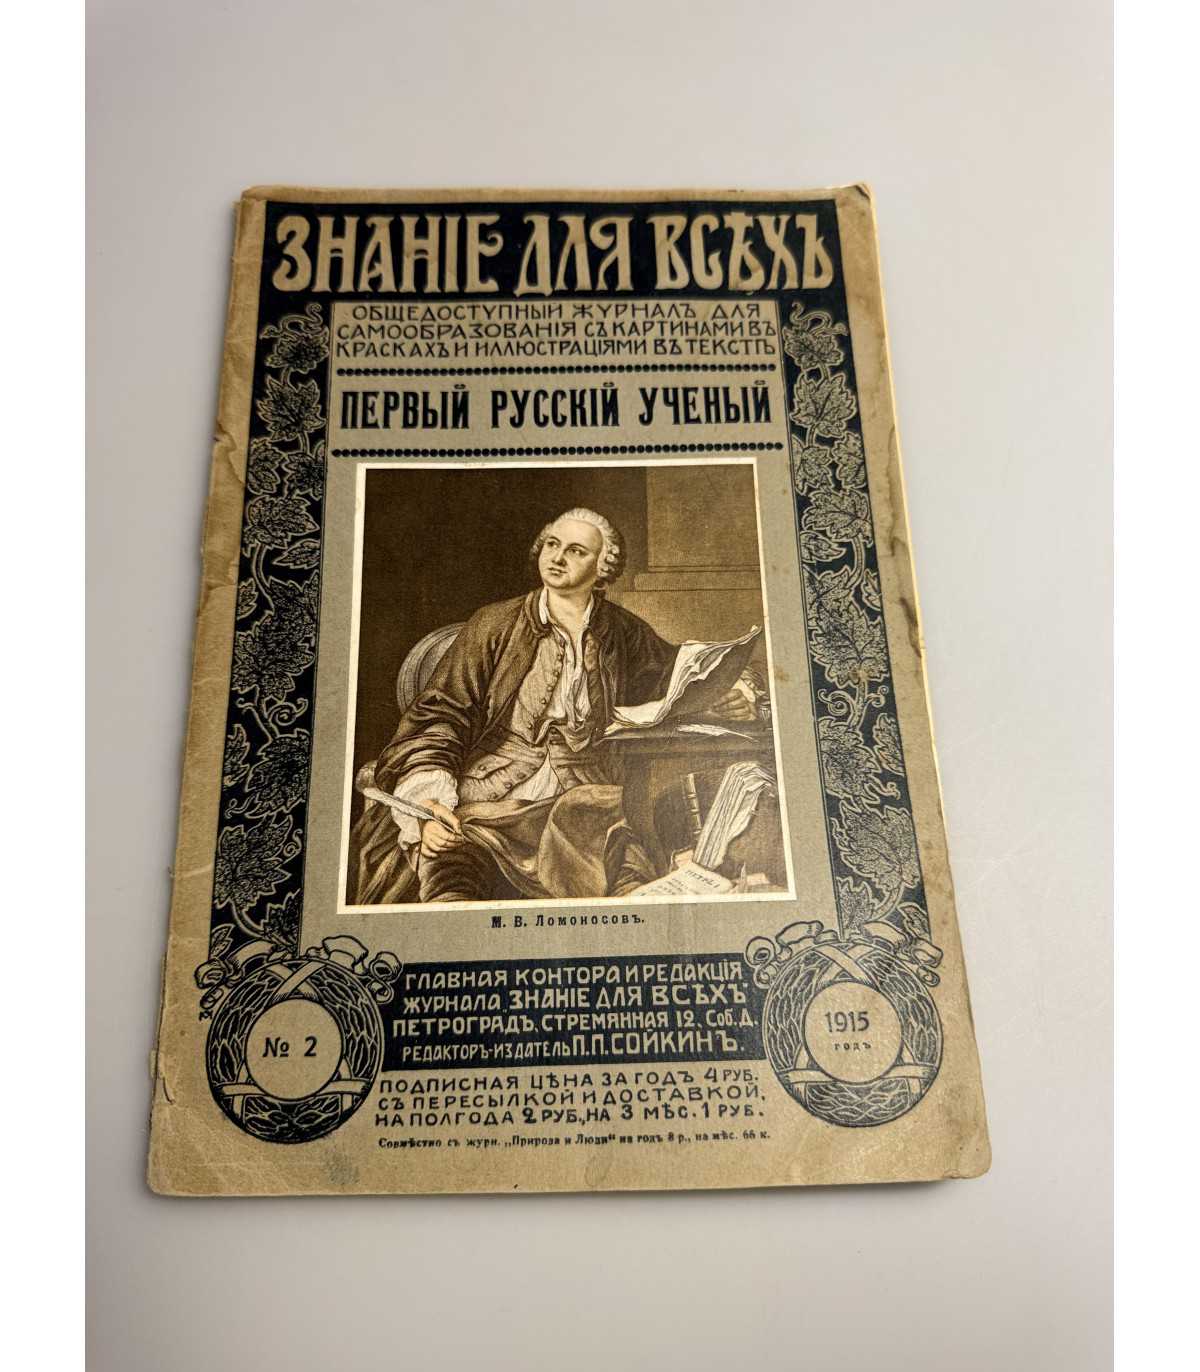 ЗНАНІЕ ДЛЯ ВСѢХЪ
ОБЩЕДОСТУПНЫЙ ЖУРНАЛЪ ДЛЯ
САМООБРАЗОВАНІЯ СЪ КАРТИНАМИ ВЪ
КРАСКАХЪ И ИЛЛЮСТРАЦІЯМИ ВЪ ТЕКСТѢ
ПЕРВЫЙ РУССКІЙ УЧЕНЫЙ
ПЕТРЪ I
М. В. Ломоносовъ.
ГЛАВНАЯ КОНТОРА И РЕДАКЦІЯ
ЖУРНАЛА „ЗНАНІЕ ДЛЯ ВСѢХЪ“
ПЕТРОГРАДЪ, СТРЕМЯННАЯ 12, Соб. Д.
РЕДАКТОРЪ-ИЗДАТЕЛЬ П.П.СОЙКИНЪ.
№ 2
1915
годъ
ПОДПИСНАЯ ЦѢНА ЗА ГОДЪ 4 РУБ.
СЪ ПЕРЕСЫЛКОЙ И ДОСТАВКОЙ,
НА ПОЛГОДА 2 РУБ., НА 3 МѢС. 1 РУБ.
Совмѣстно съ журн. „Природа и Люди“ на годъ 8 р., на мѣс. 66 к.